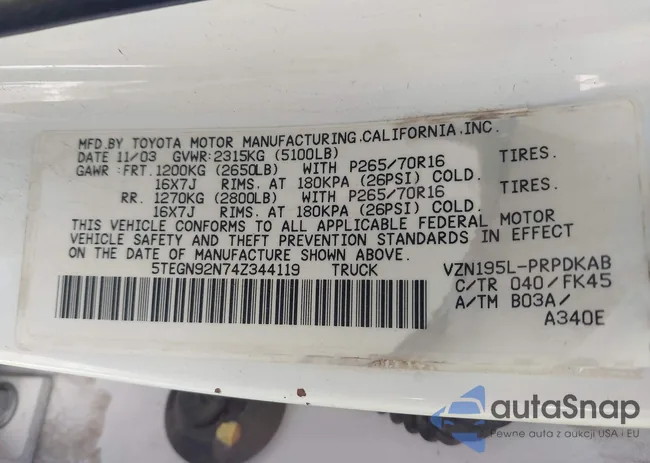 MFD.BY TOYOTA MOTOR MANUFACTURING.CALIFORNIA.INC.
DATE 11/03 GVWR:2315KG (5100LB)
GAWR:FRT.1200KG (2650LB) WITH P265/70R16 TIRES.
16X7J RIMS. AT 180KPA (26PSI) COLD.
RR. 1270KG (2800LB) WITH P265/70R16 TIRES.
16X7J RIMS. AT 180KPA (26PSI) COLD.
THIS VEHICLE CONFORMS TO ALL APPLICABLE FEDERAL MOTOR
VEHICLE SAFETY AND THEFT PREVENTION STANDARDS IN EFFECT
ON THE DATE OF MANUFACTURE SHOWN ABOVE.
5TEGN92N74Z344119 TRUCK VZN195L-PRPDKAB
C/TR 040/FK45
A/TM B03A/
A340E
autaSnap
Pewne auta z aukcji USA i EU